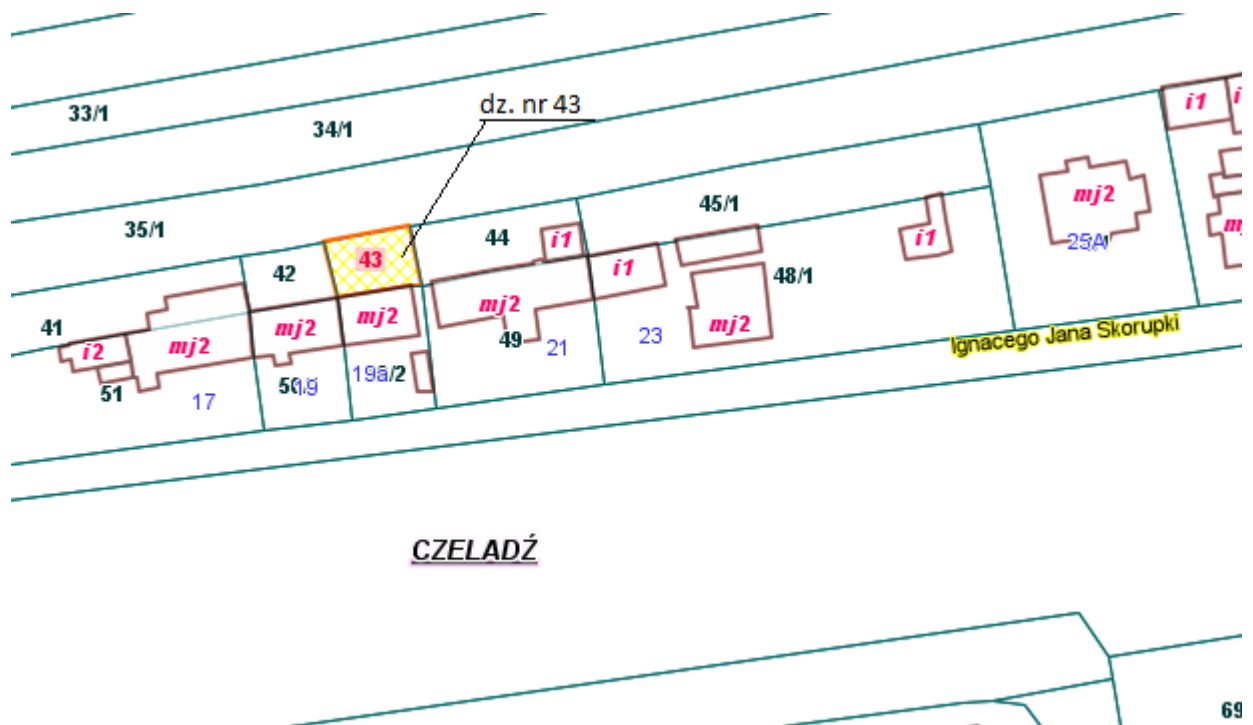 33/1
dz. nr 43
34/1
i1
35/1
45/1
mj2
25A
44
i1
43
42
i1
i1
48/1
41
i2
mj2
mj2
mj2
mj2
49
21
23
mj2
Ignacego Jana Skorupki
51
17
19
19a
/2
CZELADŹ
69